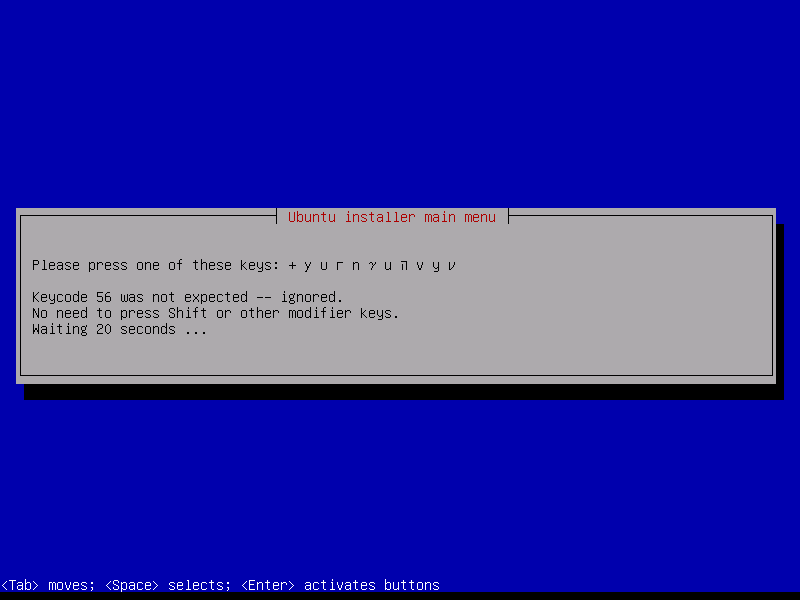 Ubuntu installer main menu
Please press one of these keys: + y u г n γ u ה v y ν
Keycode 56 was not expected -- ignored.
No need to press Shift or other modifier keys.
Waiting 20 seconds ...
<Tab> moves; <Space> selects; <Enter> activates buttons